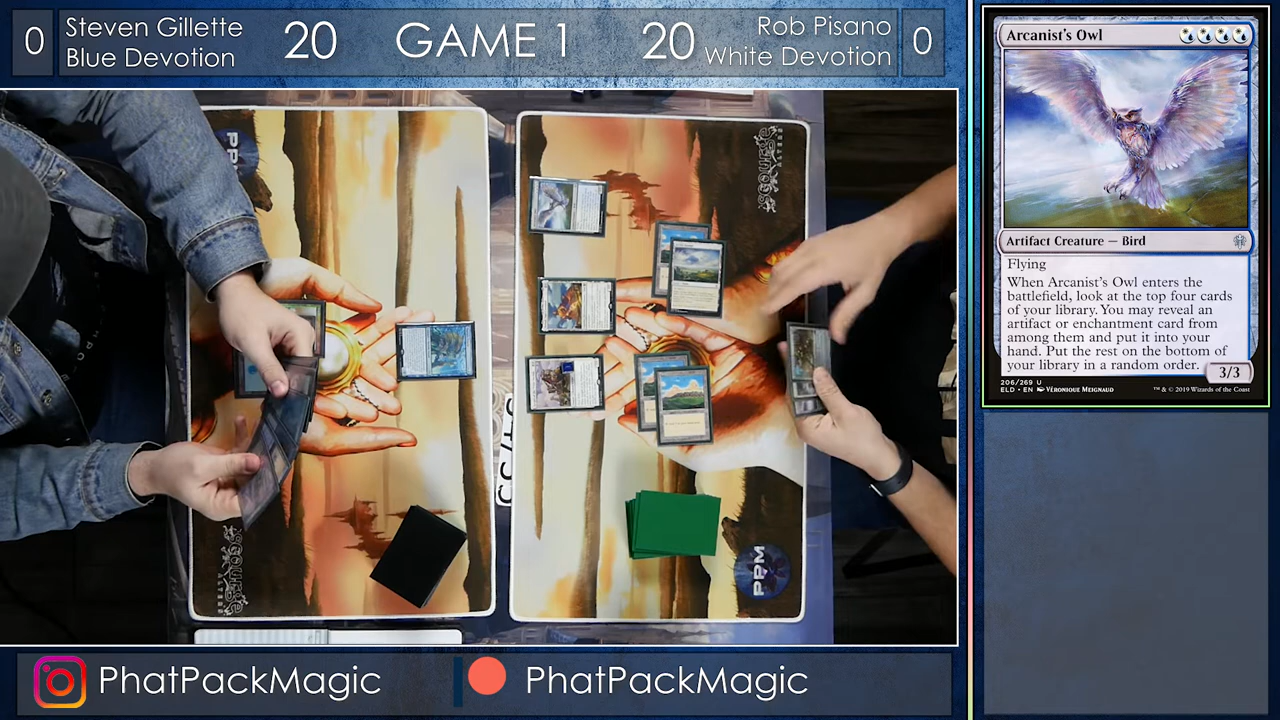 0
Steven Gillette
Blue Devotion
20
GAME 1
20
Rob Pisano
White Devotion
0
PPM
Arcanist's Owl
Artifact Creature — Bird
Flying
When Arcanist's Owl enters the
battlefield, look at the top four cards
of your library. You may reveal an
artifact or enchantment card from
among them and put it into your
hand. Put the rest on the bottom of
your library in a random order.
3/3
206/269 U
ELD • EN Véronique Meignaud
™ & © 2019 Wizards of the Coast
PhatPackMagic
PhatPackMagic